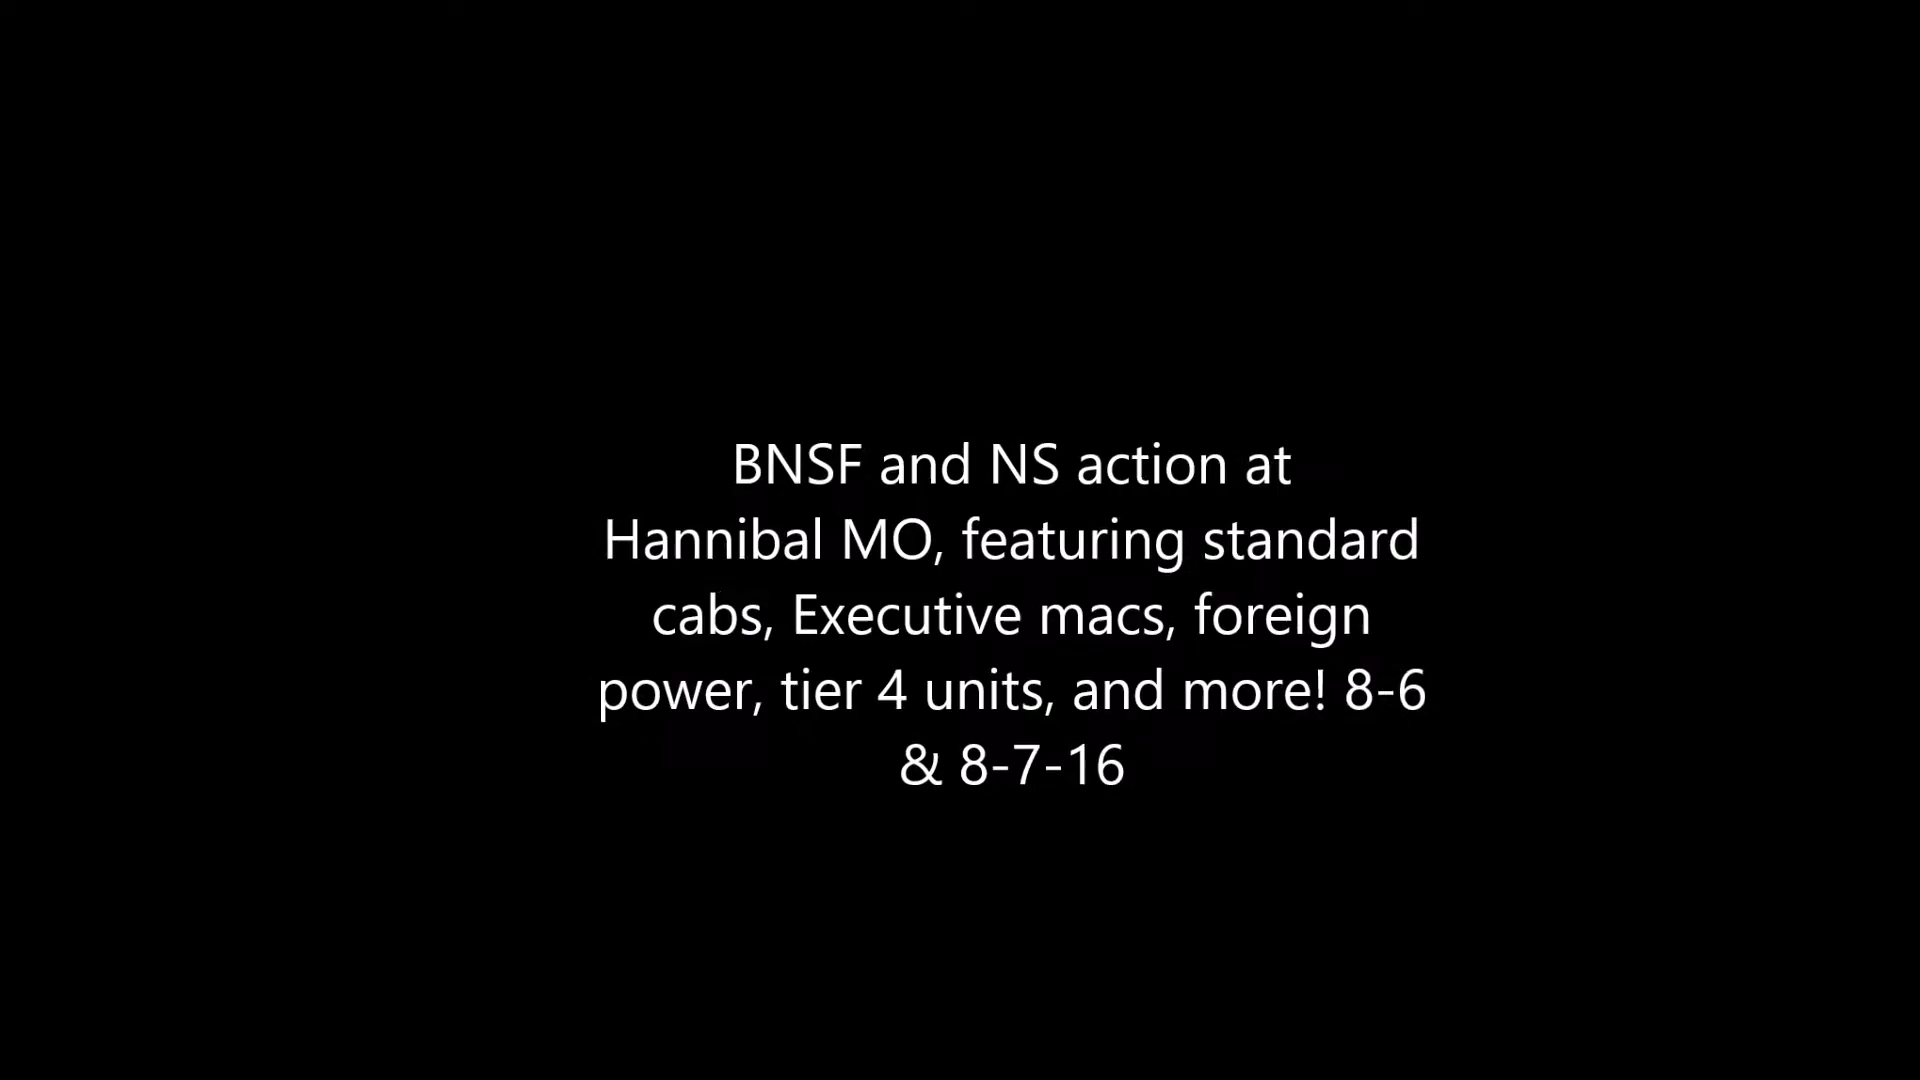 BNSF and NS action at
Hannibal MO, featuring standard
cabs, Executive macs, foreign
power, tier 4 units, and more! 8-6
& 8-7-16